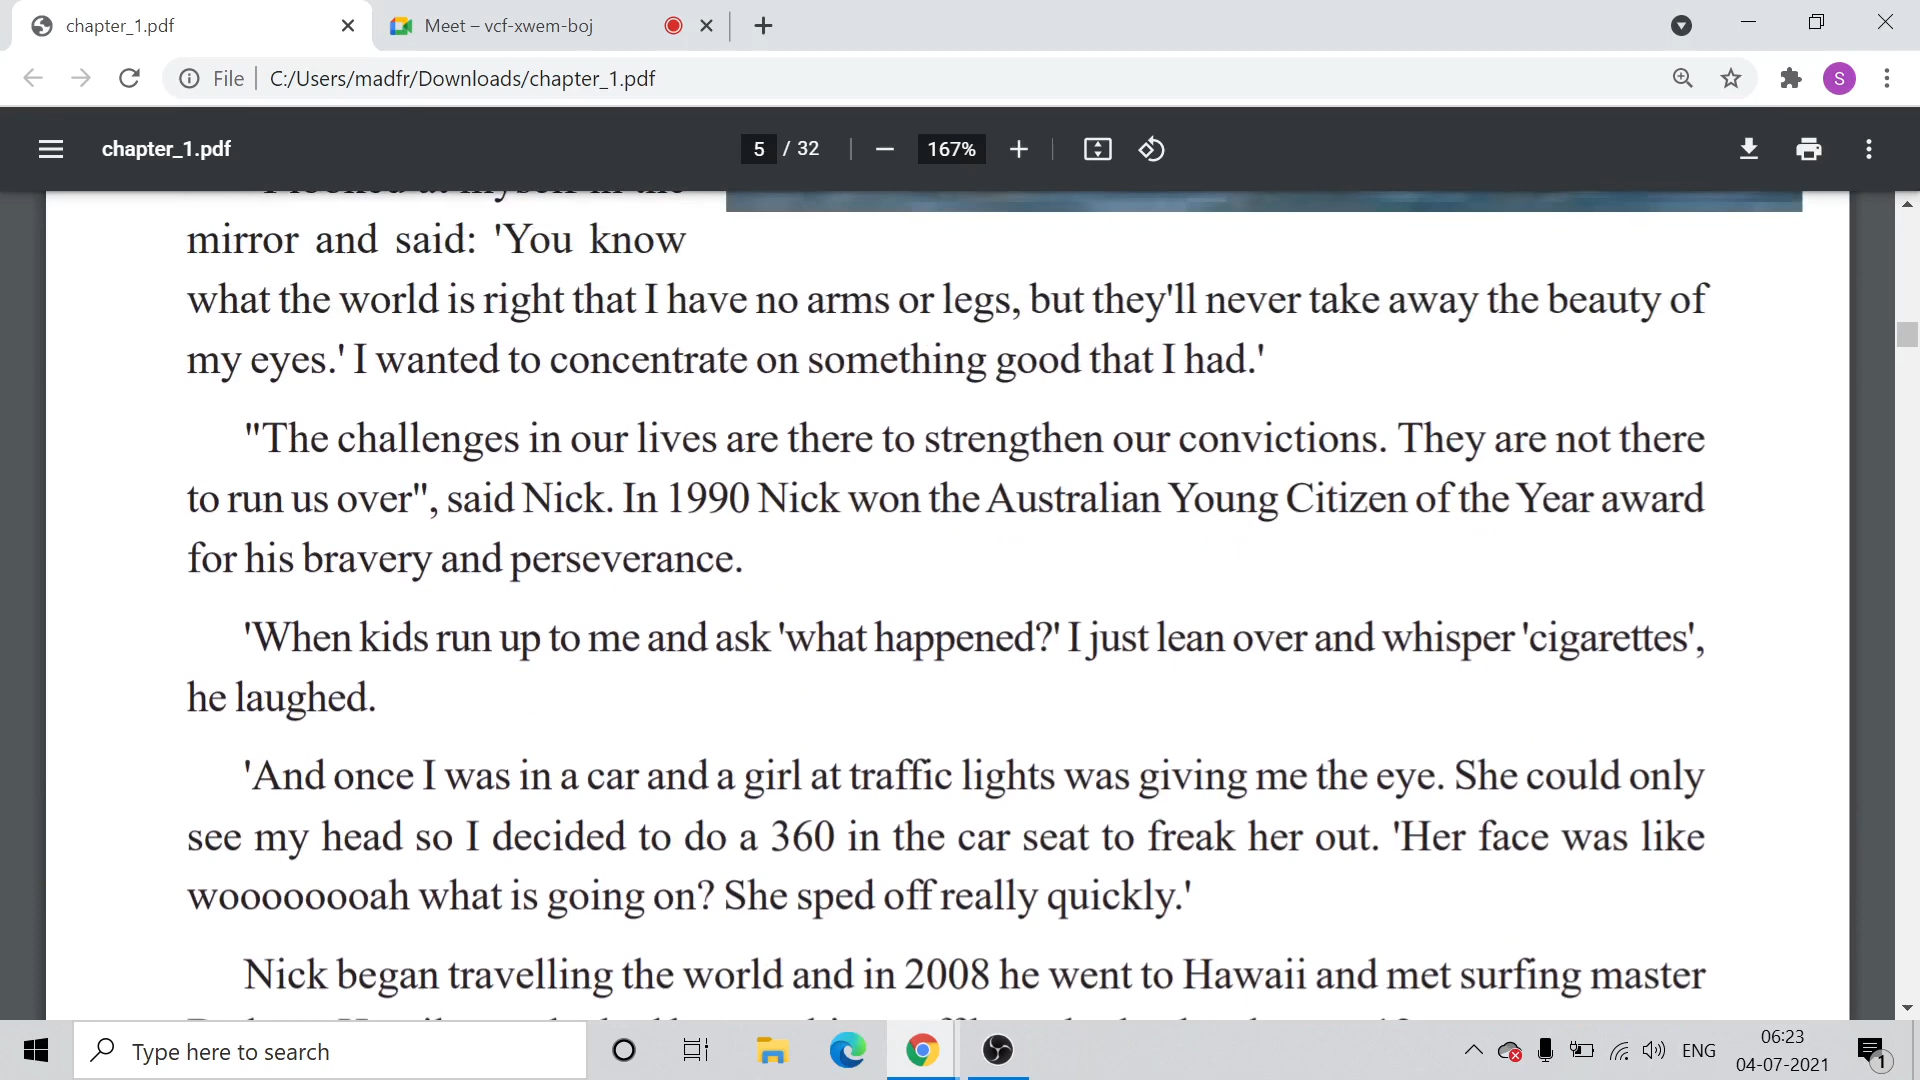 chapter_1.pdf
Meet – vcf-xwem-boj
File
C:/Users/madfr/Downloads/chapter_1.pdf
S
chapter_1.pdf
5 / 32
167%
I looked at myself in the
mirror and said: 'You know
what the world is right that I have no arms or legs, but they'll never take away the beauty of
my eyes.' I wanted to concentrate on something good that I had.'
"The challenges in our lives are there to strengthen our convictions. They are not there
to run us over", said Nick. In 1990 Nick won the Australian Young Citizen of the Year award
for his bravery and perseverance.
'When kids run up to me and ask 'what happened?' I just lean over and whisper 'cigarettes',
he laughed.
'And once I was in a car and a girl at traffic lights was giving me the eye. She could only
see my head so I decided to do a 360 in the car seat to freak her out. 'Her face was like
woooooooah what is going on? She sped off really quickly.'
Nick began travelling the world and in 2008 he went to Hawaii and met surfing master
Type here to search
ENG
06:23
04-07-2021
1